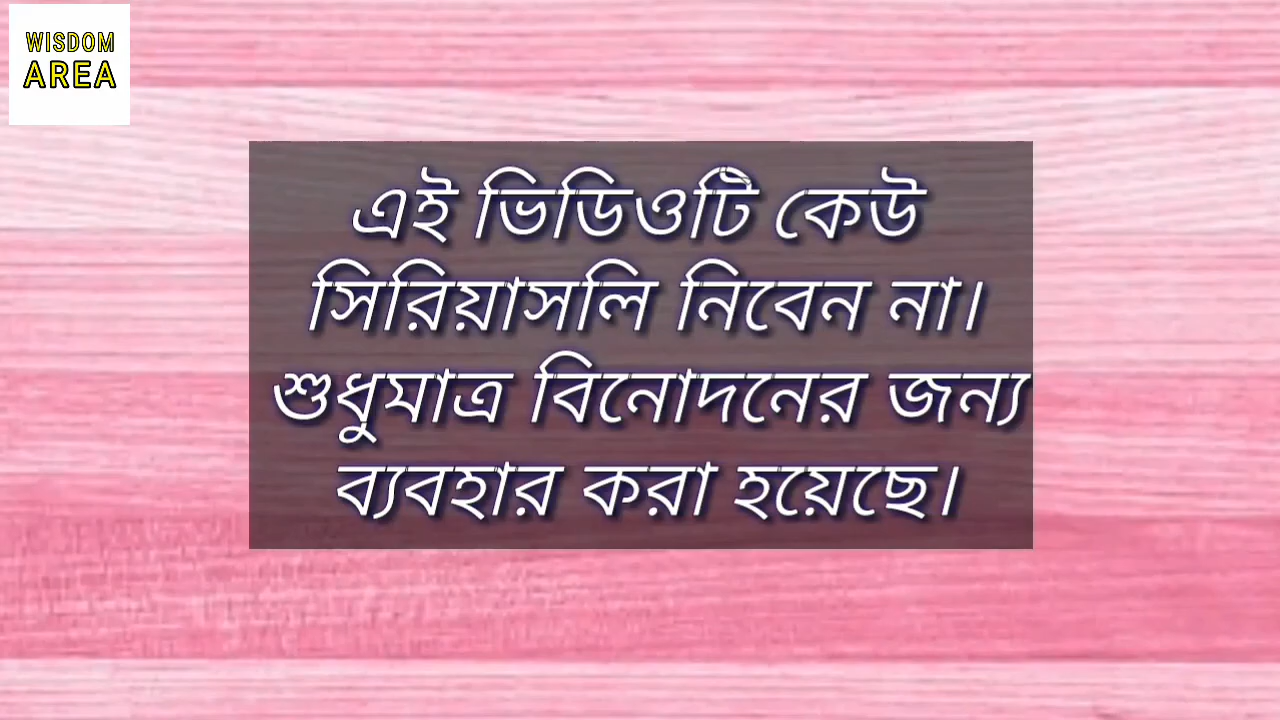 WISDOM
AREA
এই ভিডিওটি কেউ
সিরিয়াসলি নিবেন না।
শুধুমাত্র বিনোদনের জন্য
ব্যবহার করা হয়েছে।